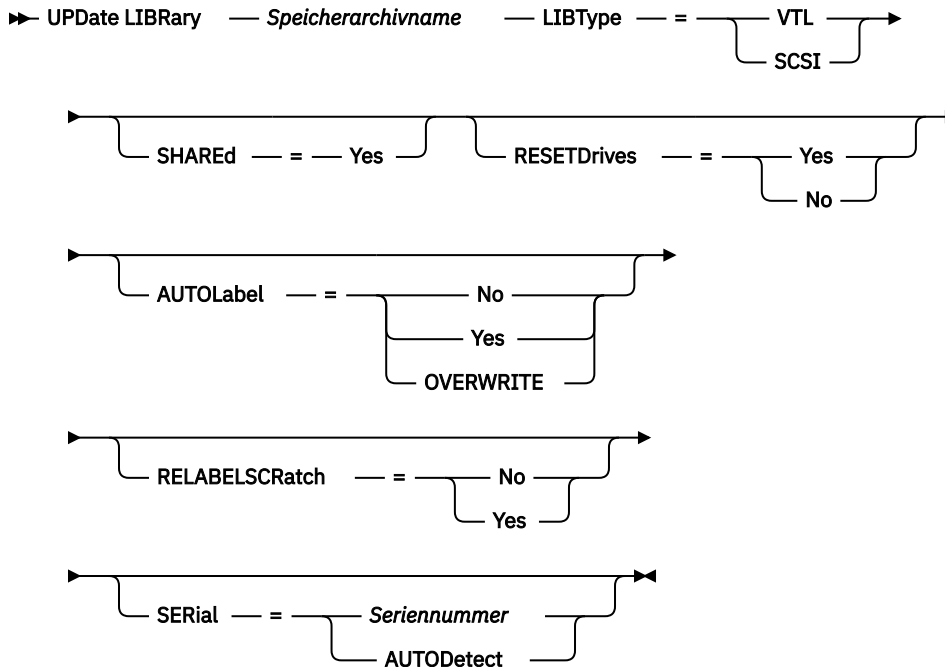 UPDate LIBRary Speicherarchivname LIBType = VTL
SCSI
SHAREd = Yes RESETDrives = Yes
No
AUTOLabel = No
Yes
OVERWRITE
RELABELSCRatch = No
Yes
SERial = Seriennummer
AUTODetect